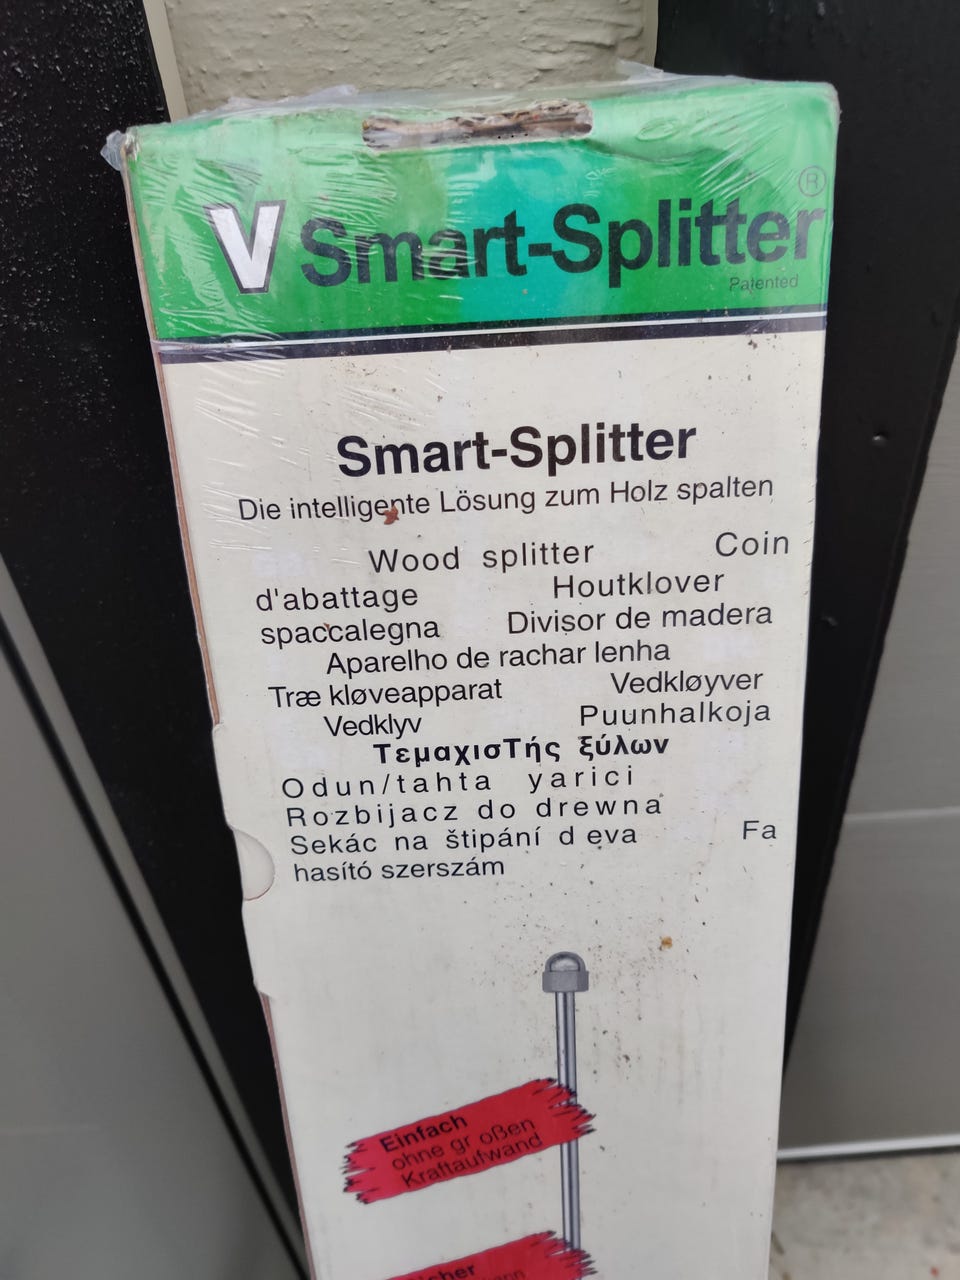 V Smart-Splitter®
Patented
Smart-Splitter
Die intelligente Lösung zum Holz spalten
Wood splitter Coin
d'abattage Houtklover
spaccalegna Divisor de madera
Aparelho de rachar lenha
Træ kløveapparat Vedkløyver
Vedklyv Puunhalkoja
ΤεμαχισΤής ξύλων
Odun/tahta yarici
Rozbijacz do drewna
Sekác na štipání d eva Fa
hasító szerszám
Einfach
ohne gr oßen
Kraftaufwand